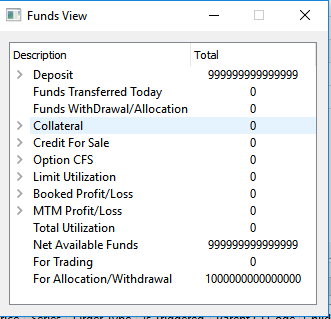 Funds View
Description Total
Deposit 999999999999999
Funds Transferred Today 0
Funds WithDrawal/Allocation 0
Collateral 0
Credit For Sale 0
Option CFS 0
Limit Utilization 0
Booked Profit/Loss 0
MTM Profit/Loss 0
Total Utilization 0
Net Available Funds 999999999999999
For Trading 0
For Allocation/Withdrawal 1000000000000000